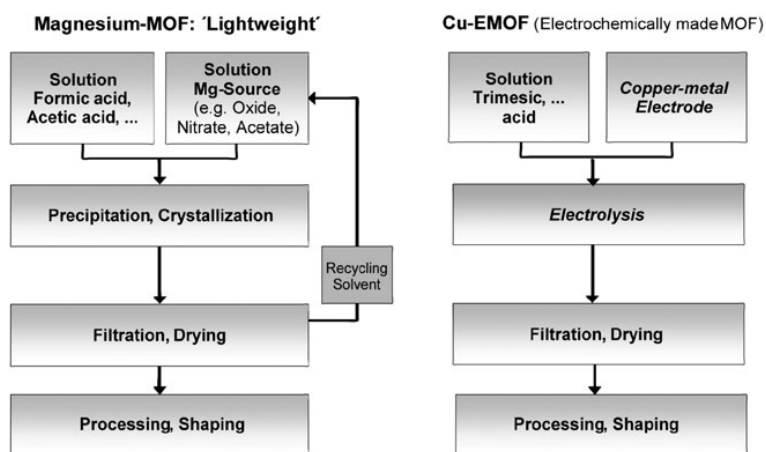 Magnesium-MOF: ´Lightweight´
Solution
Formic acid,
Acetic acid, ...
Solution
Mg-Source
(e.g. Oxide,
Nitrate, Acetate)
Precipitation, Crystallization
Recycling
Solvent
Filtration, Drying
Processing, Shaping
Cu-EMOF (Electrochemically made MOF)
Solution
Trimesic, ...
acid
Copper-metal
Electrode
Electrolysis
Filtration, Drying
Processing, Shaping